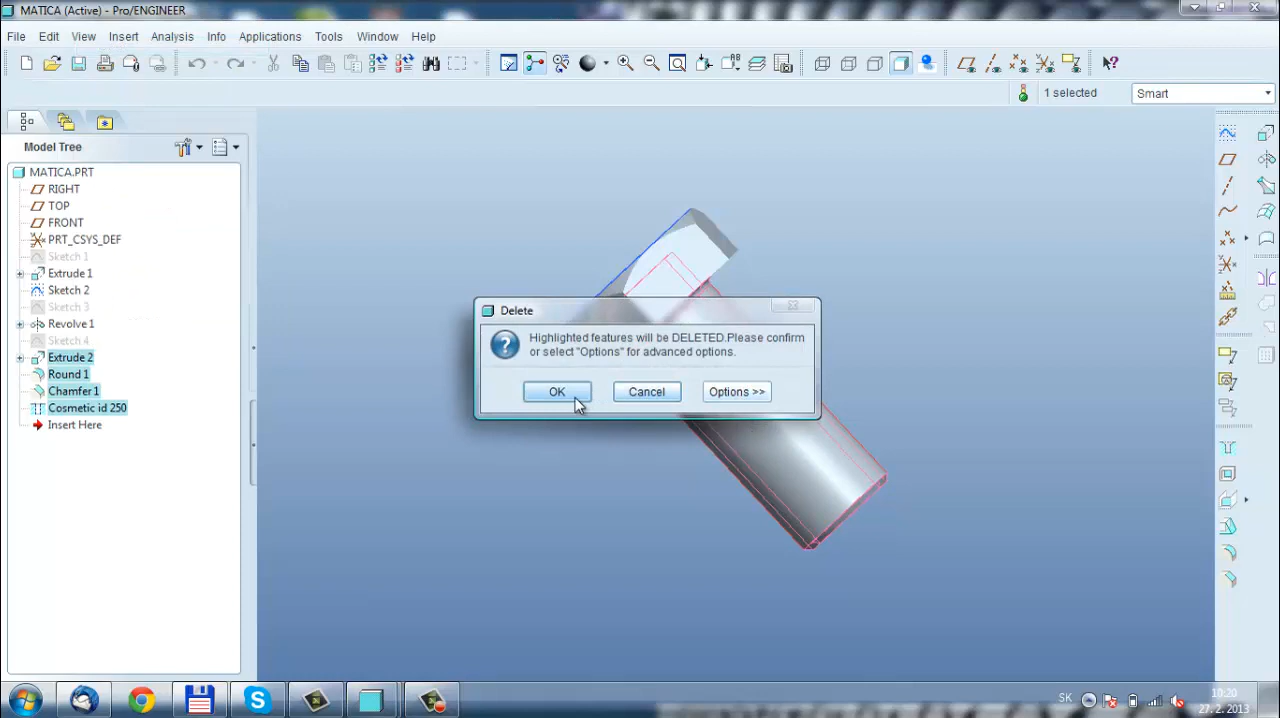 MATICA (Active) - Pro/ENGINEER
File Edit View Insert Analysis Info Applications Tools Window Help
1 selected
Smart
Model Tree
MATICA.PRT
RIGHT
TOP
FRONT
PRT_CSYS_DEF
Sketch 1
Extrude 1
Sketch 2
Sketch 3
Revolve 1
Sketch 4
Extrude 2
Round 1
Chamfer 1
Cosmetic id 250
Insert Here
Delete
Highlighted features will be DELETED.Please confirm
or select "Options" for advanced options.
OK Cancel Options >>
SK
10:20
27. 2. 2013